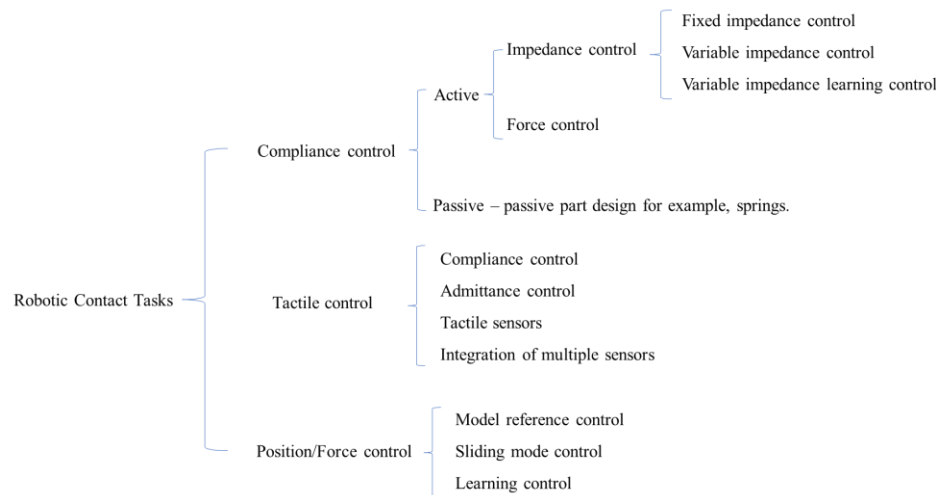 Fixed impedance control
Impedance control
Variable impedance control
Variable impedance learning control
Active
Force control
Compliance control
Passive – passive part design for example, springs.
Compliance control
Admittance control
Robotic Contact Tasks
Tactile control
Tactile sensors
Integration of multiple sensors
Model reference control
Position/Force control
Sliding mode control
Learning control